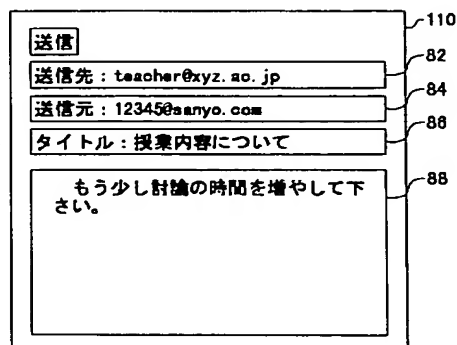 送信
110
送信先：teacher@xyz.ac.jp
82
送信元：12345@sanyo.com
84
タイトル：授業内容について
86
もう少し討論の時間を増やして下
さい。
88